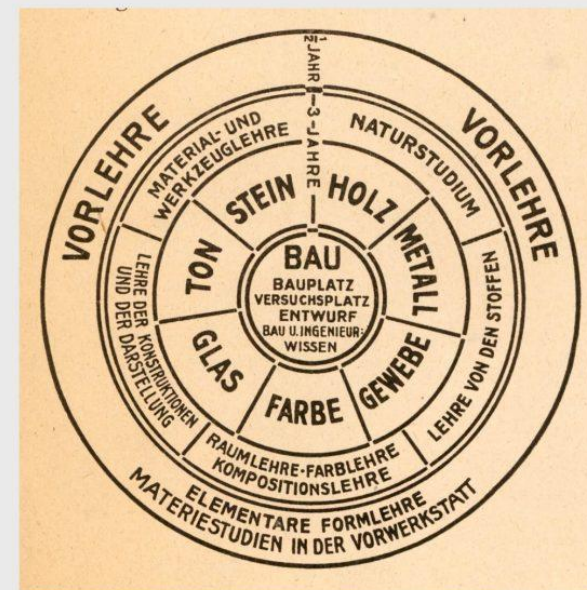 VORLEHRE
VORLEHRE
½ JAHR
ELEMENTARE FORMLEHRE
MATERIESTUDIEN IN DER VORWERKSTATT
3-JAHRE
NATURSTUDIUM
LEHRE VON DEN STOFFEN
RAUMLEHRE-FARBLEHRE
KOMPOSITIONSLEHRE
LEHRE DER KONSTRUKTIONEN
UND DER DARSTELLUNG
MATERIAL- UND
WERKZEUGLEHRE
HOLZ
METALL
GEWEBE
FARBE
GLAS
TON
STEIN
BAU
BAUPLATZ
VERSUCHSPLATZ
ENTWURF
BAU U. INGENIEUR-
WISSEN